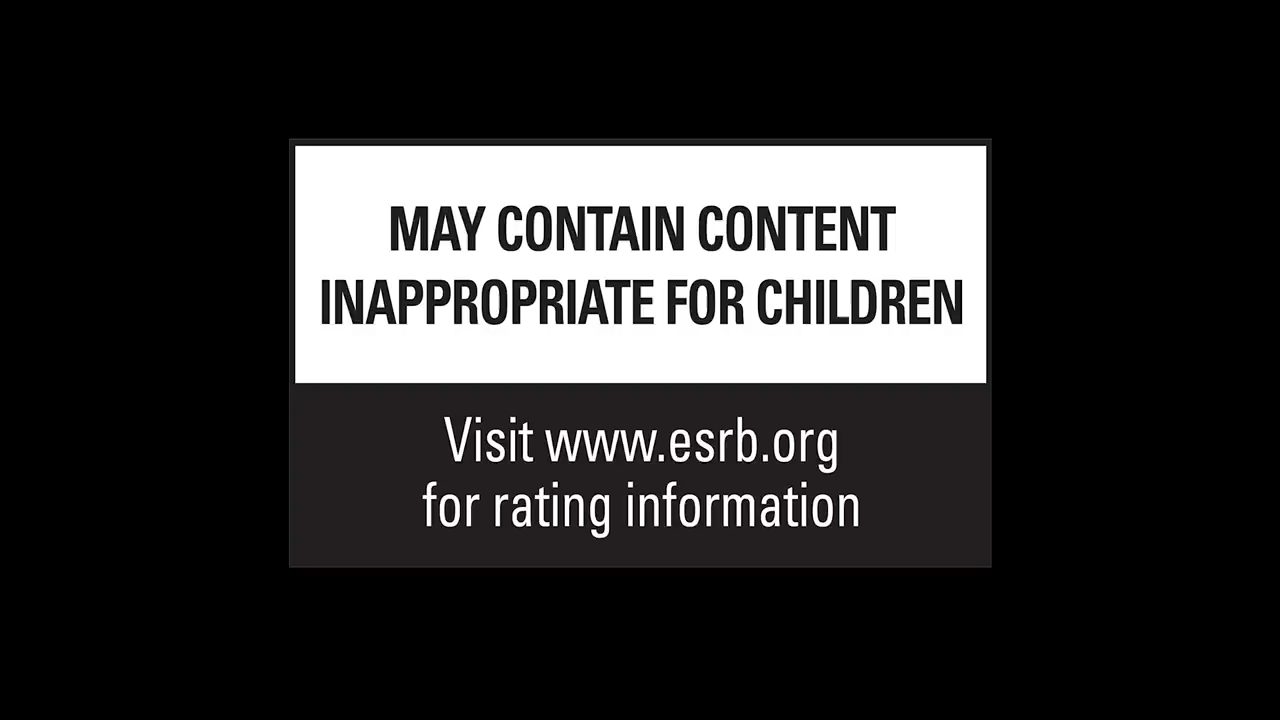 MAY CONTAIN CONTENT
INAPPROPRIATE FOR CHILDREN
Visit www.esrb.org
for rating information